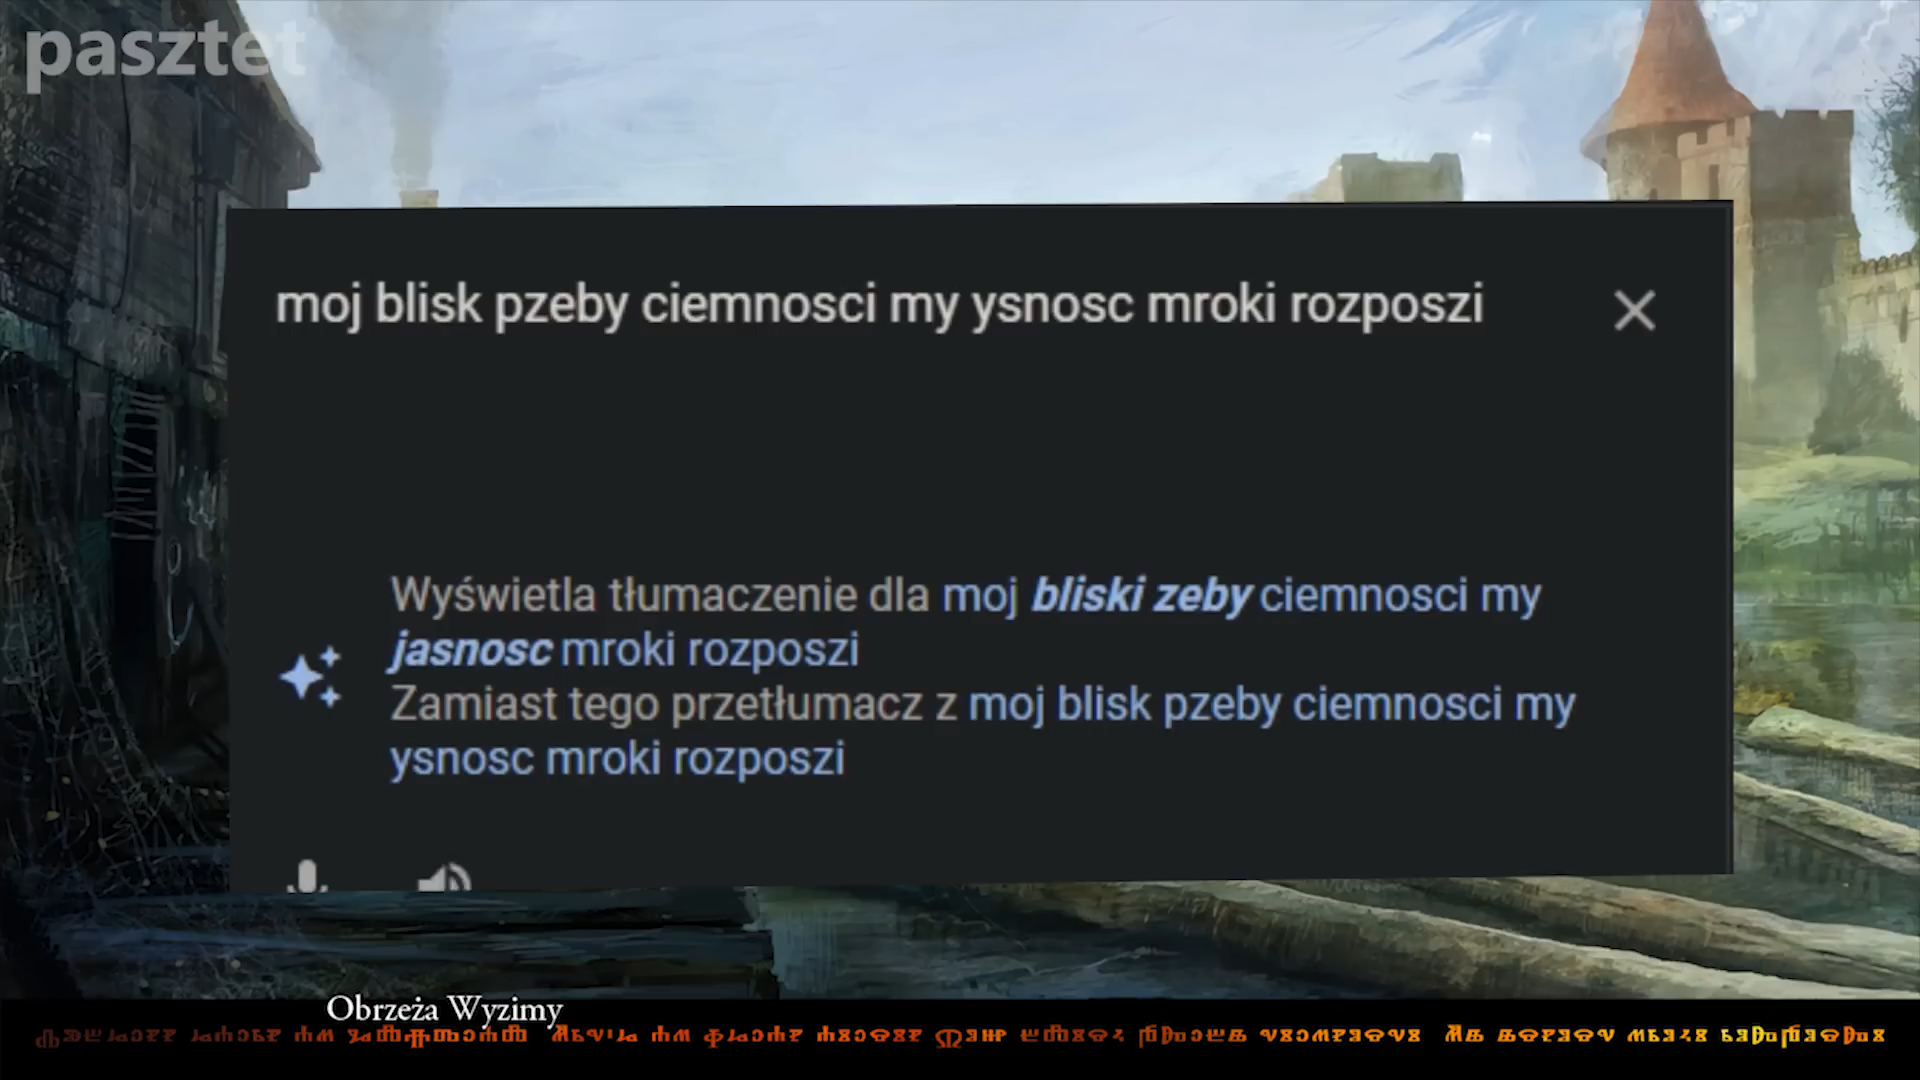 pasztet
moj blisk pzeby ciemnosci my ysnosc mroki rozposzi
Wyświetla tłumaczenie dla moj bliski zeby ciemnosci my
jasnosc mroki rozposzi
Zamiast tego przetłumacz z moj blisk pzeby ciemnosci my
ysnosc mroki rozposzi
Obrzeża Wyzimy